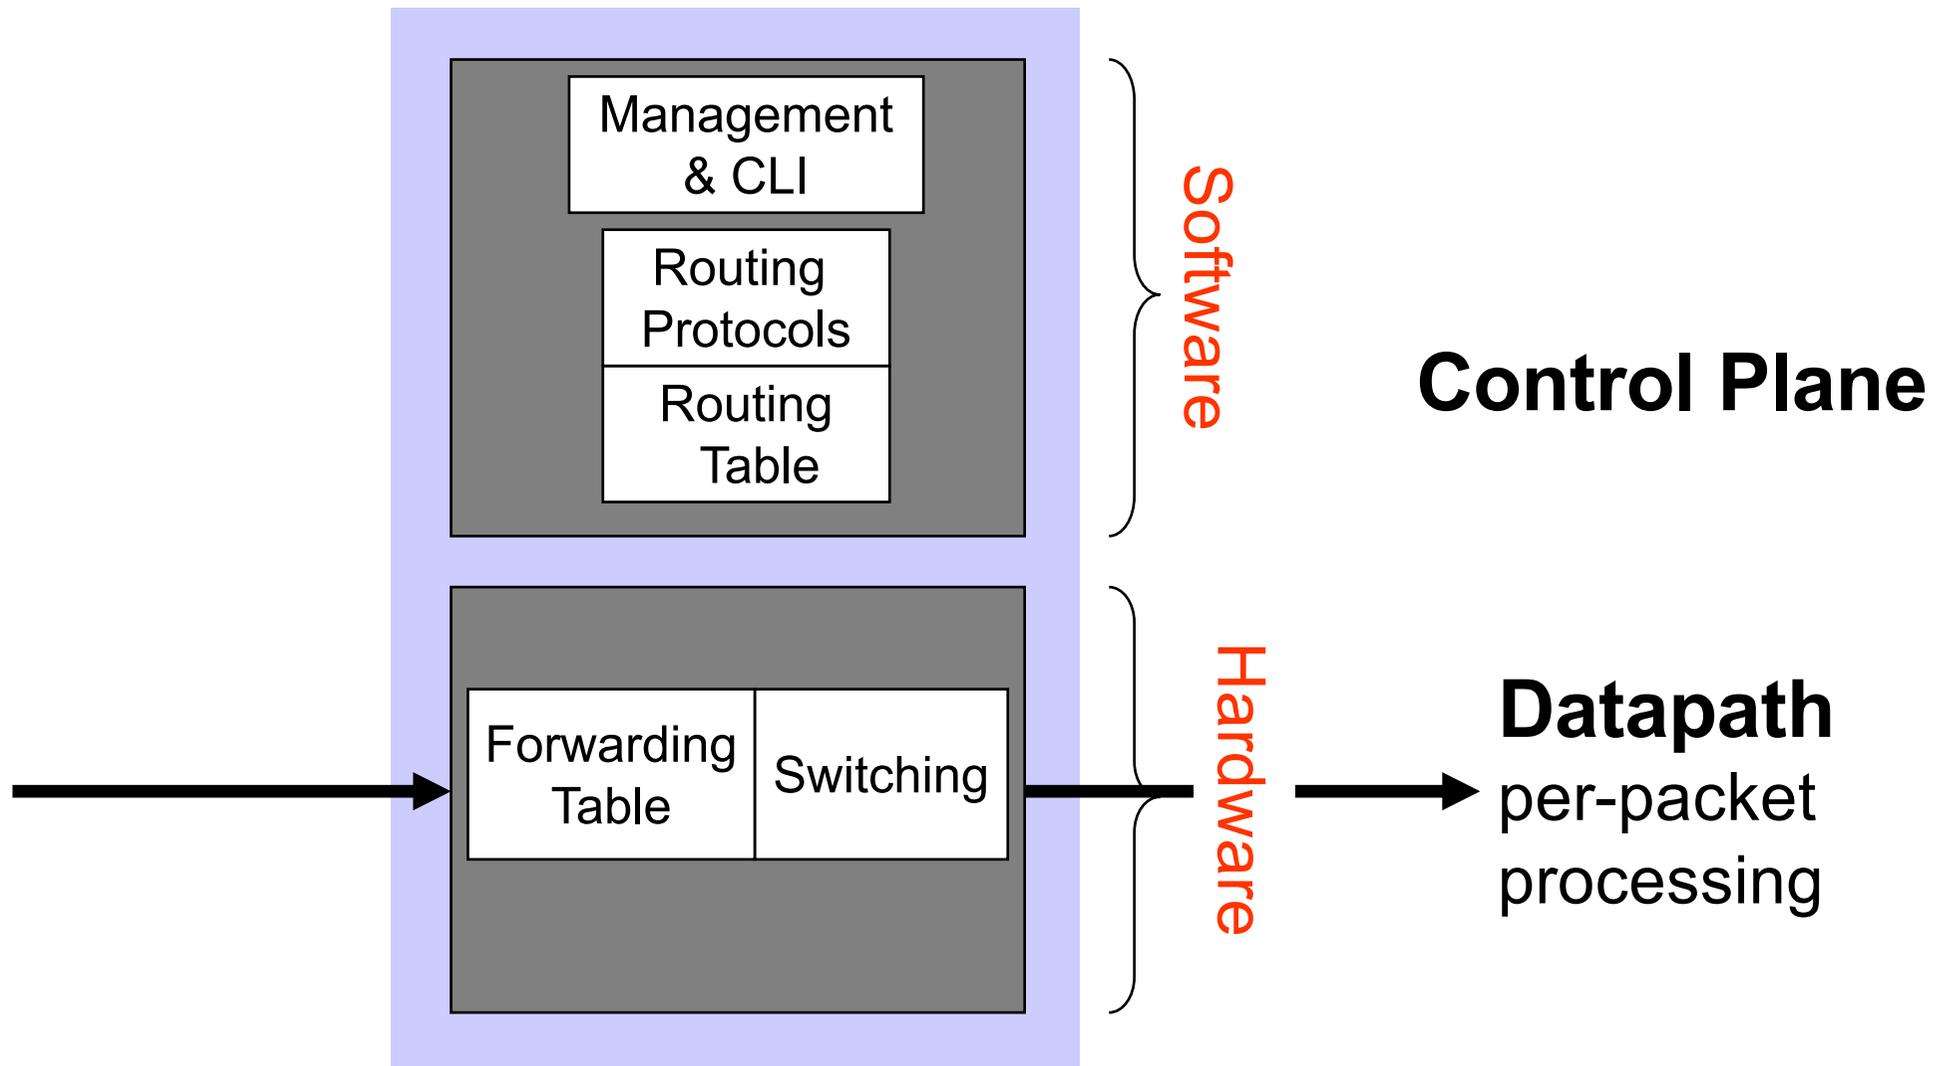 Management
& CLI
Routing
Protocols
Routing
Table
Software
Control Plane
Forwarding
Table
Switching
Hardware
Datapath
per-packet
processing